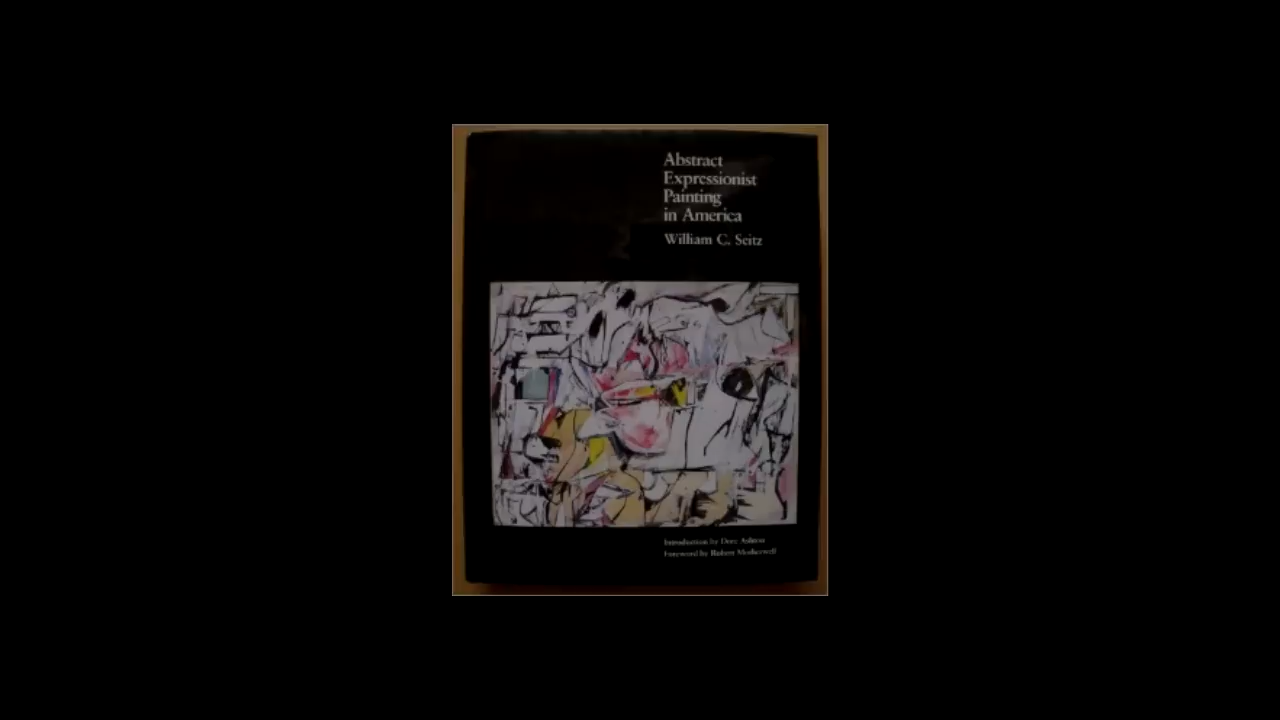 Abstract
Expressionist
Painting
in America
William C. Seitz
Introduction by Dore Ashton
Foreword by Robert Motherwell